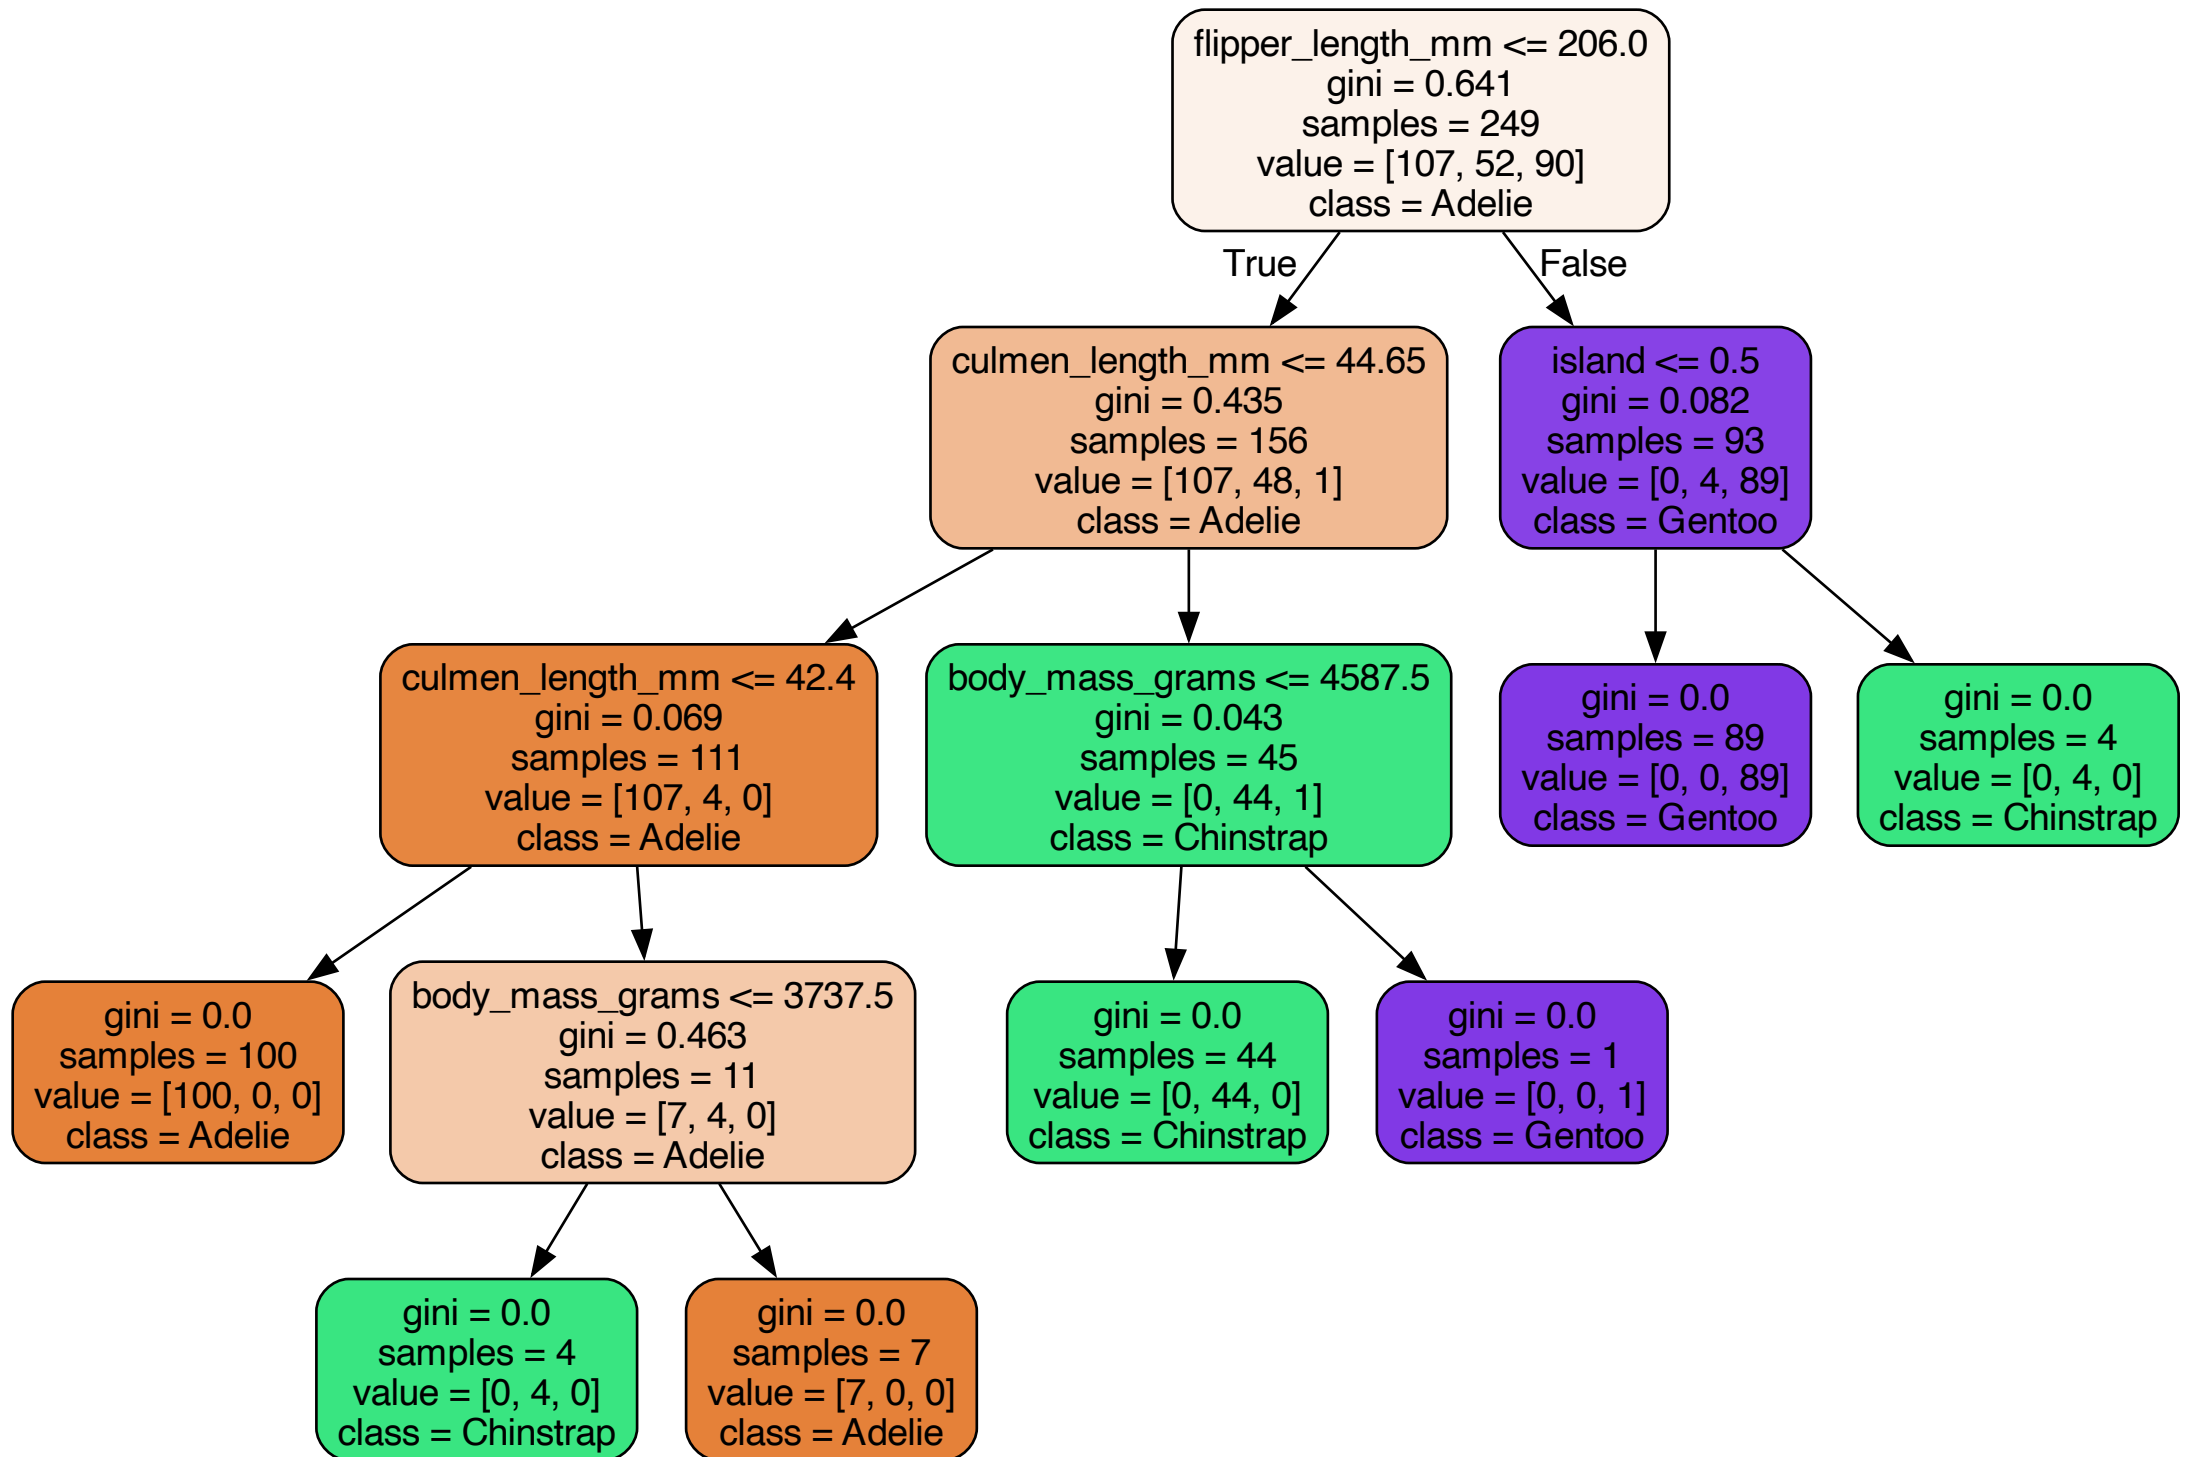 flipper_length_mm <= 206.0
gini = 0.641
samples = 249
value = [107, 52, 90]
class = Adelie
True
False
culmen_length_mm <= 44.65
gini = 0.435
samples = 156
value = [107, 48, 1]
class = Adelie
island <= 0.5
gini = 0.082
samples = 93
value = [0, 4, 89]
class = Gentoo
culmen_length_mm <= 42.4
gini = 0.069
samples = 111
value = [107, 4, 0]
class = Adelie
body_mass_grams <= 4587.5
gini = 0.043
samples = 45
value = [0, 44, 1]
class = Chinstrap
gini = 0.0
samples = 89
value = [0, 0, 89]
class = Gentoo
gini = 0.0
samples = 4
value = [0, 4, 0]
class = Chinstrap
gini = 0.0
samples = 100
value = [100, 0, 0]
class = Adelie
body_mass_grams <= 3737.5
gini = 0.463
samples = 11
value = [7, 4, 0]
class = Adelie
gini = 0.0
samples = 44
value = [0, 44, 0]
class = Chinstrap
gini = 0.0
samples = 1
value = [0, 0, 1]
class = Gentoo
gini = 0.0
samples = 4
value = [0, 4, 0]
class = Chinstrap
gini = 0.0
samples = 7
value = [7, 0, 0]
class = Adelie